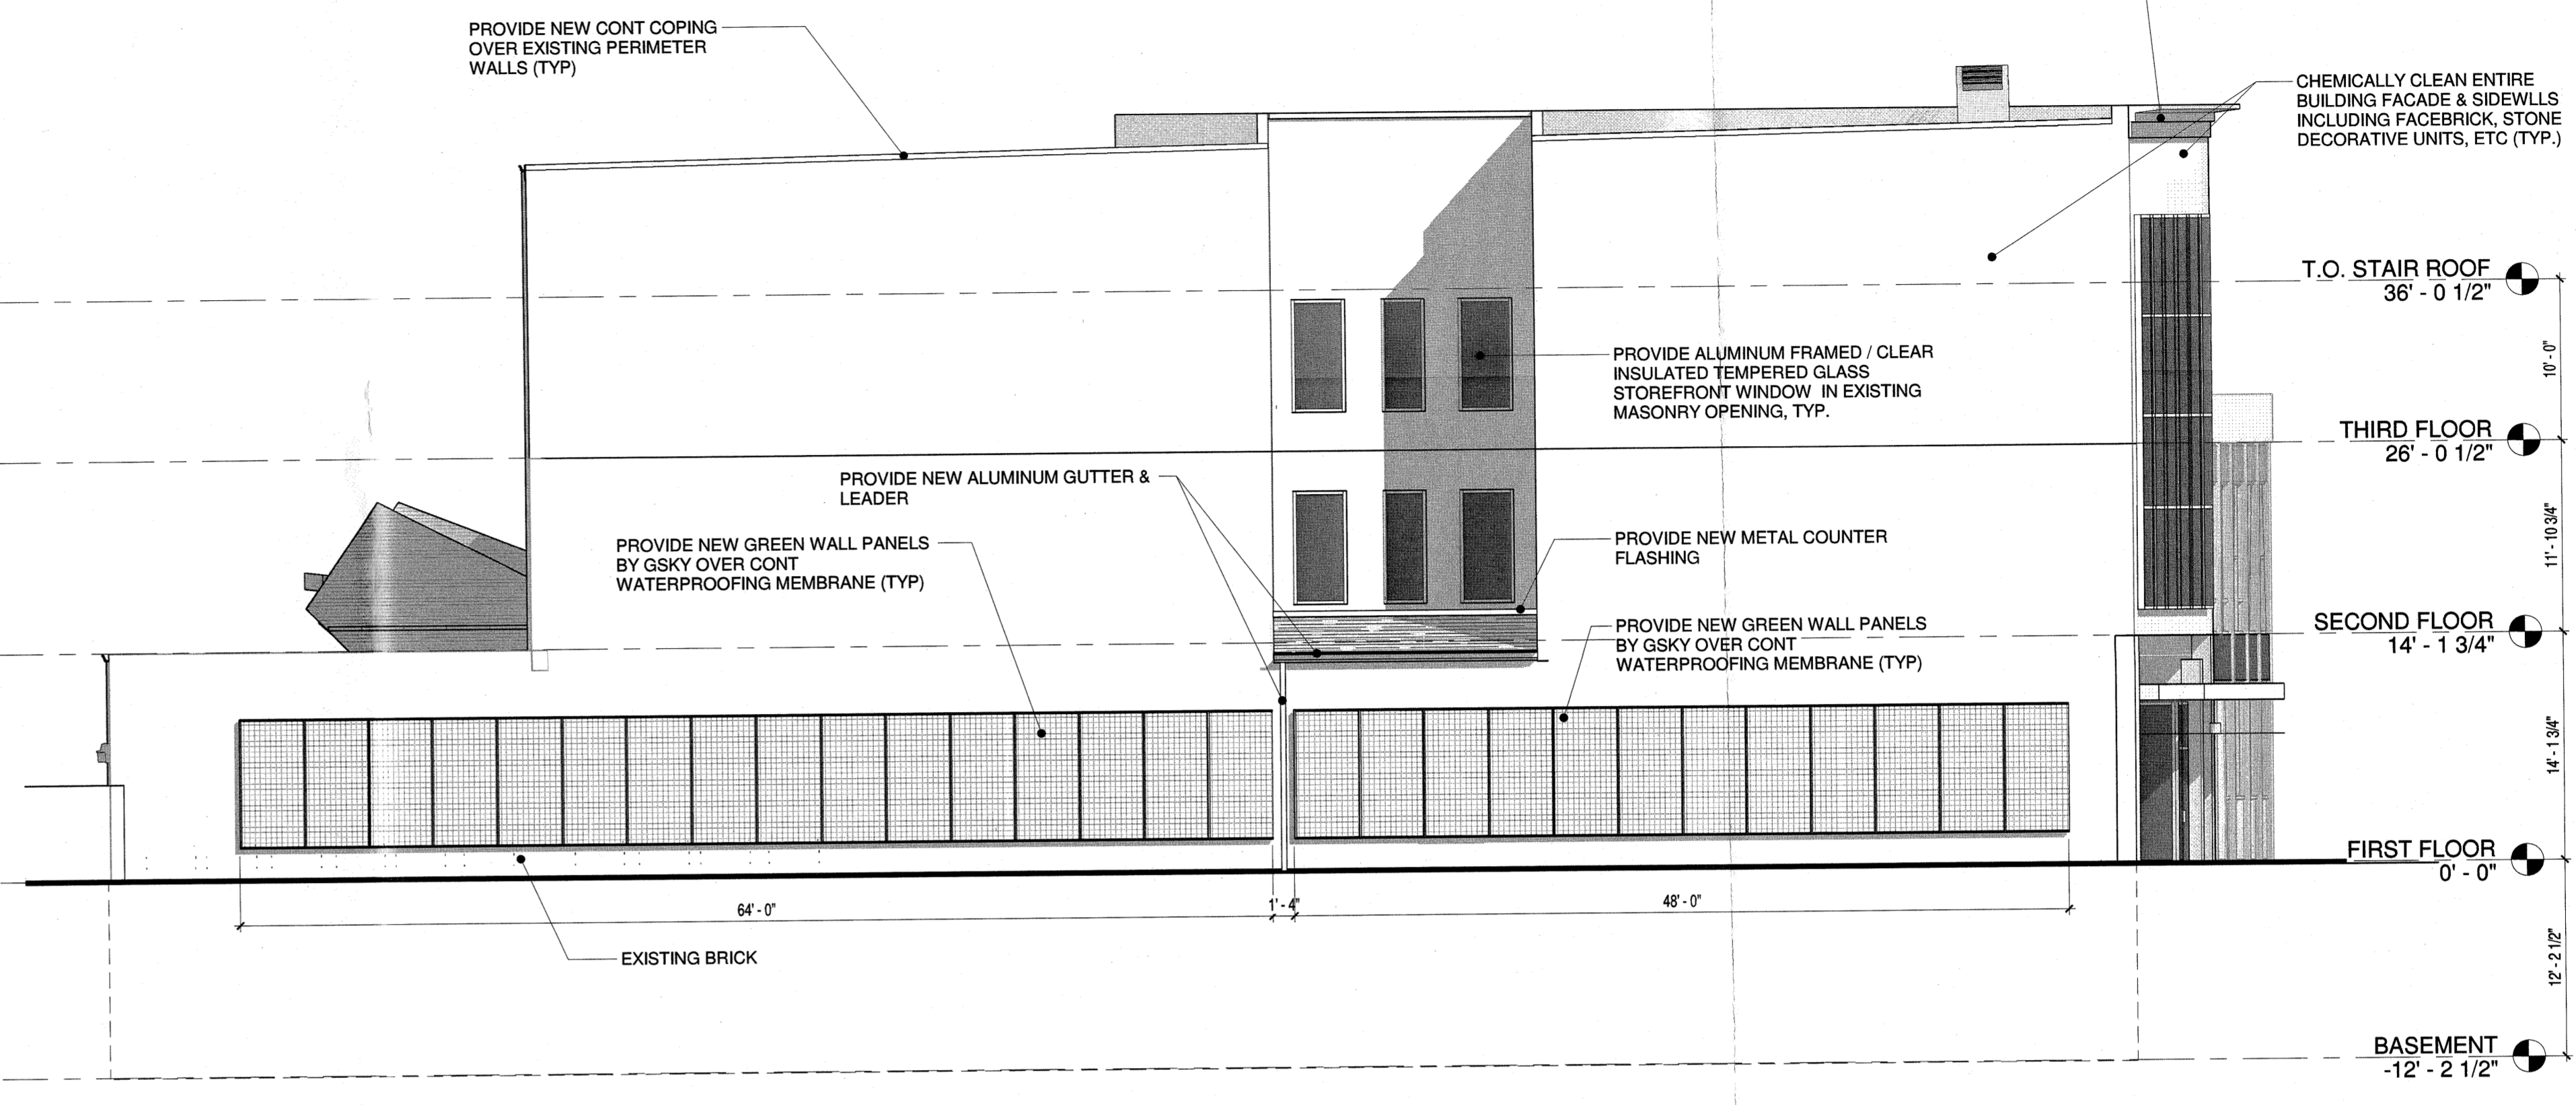 PROVIDE NEW CONT COPING
OVER EXISTING PERIMETER
WALLS (TYP)
CHEMICALLY CLEAN ENTIRE
BUILDING FACADE & SIDEWLLS
INCLUDING FACEBRICK, STONE
DECORATIVE UNITS, ETC (TYP.)
T.O. STAIR ROOF
36' - 0 1/2"
10' - 0"
PROVIDE ALUMINUM FRAMED / CLEAR
INSULATED TEMPERED GLASS
STOREFRONT WINDOW IN EXISTING
MASONRY OPENING, TYP.
THIRD FLOOR
26' - 0 1/2"
PROVIDE NEW ALUMINUM GUTTER &
LEADER
11' - 10 3/4"
PROVIDE NEW GREEN WALL PANELS
BY GSKY OVER CONT
WATERPROOFING MEMBRANE (TYP)
PROVIDE NEW METAL COUNTER
FLASHING
PROVIDE NEW GREEN WALL PANELS
BY GSKY OVER CONT
WATERPROOFING MEMBRANE (TYP)
SECOND FLOOR
14' - 1 3/4"
14' - 1 3/4"
FIRST FLOOR
0' - 0"
64' - 0"
1' - 4"
48' - 0"
EXISTING BRICK
12' - 2 1/2"
BASEMENT
-12' - 2 1/2"